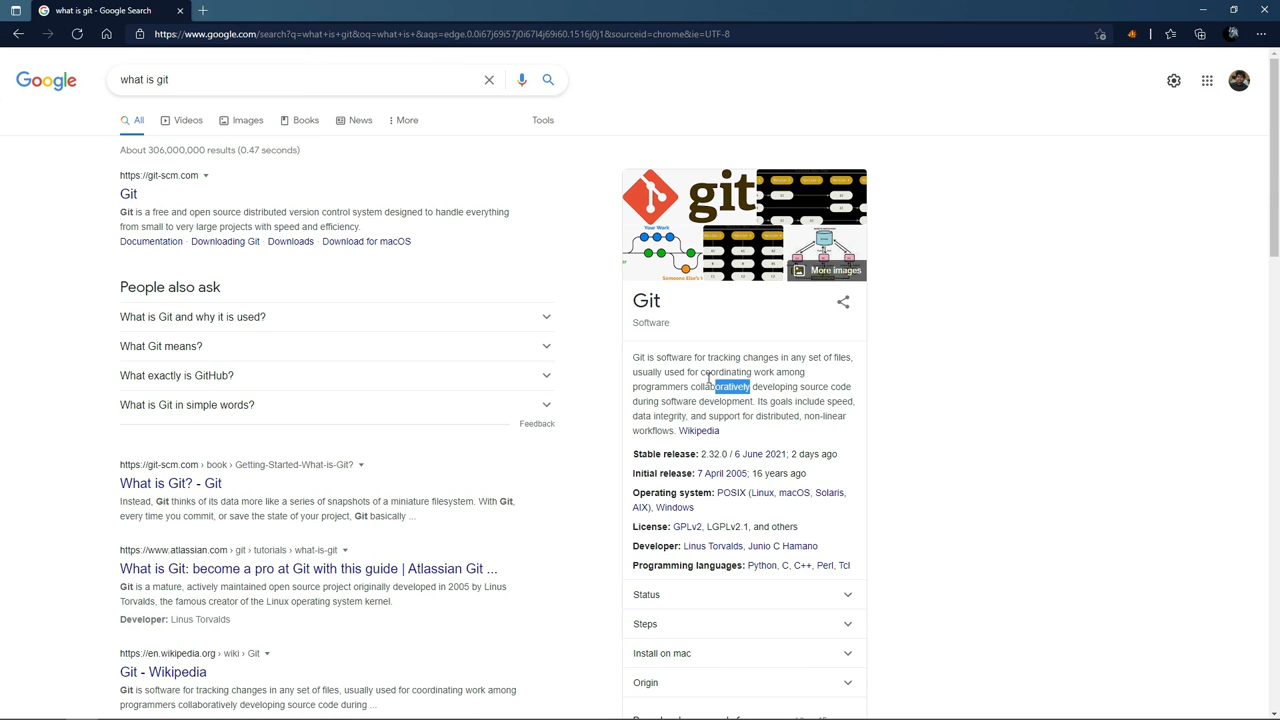 what is git - Google Search
https://www.google.com/search?q=what+is+git&oq=what+is+&aqs=edge.0.0i67j69i57j0i67l4j69i60.1516j0j1&sourceid=chrome&ie=UTF-8
Google
what is git
All Videos Images Books News More Tools
About 306,000,000 results (0.47 seconds)
https://git-scm.com
Git
Git is a free and open source distributed version control system designed to handle everything
from small to very large projects with speed and efficiency.
Documentation · Downloading Git · Downloads · Download for macOS
People also ask
What is Git and why it is used?
What Git means?
What exactly is GitHub?
What is Git in simple words?
Feedback
https://git-scm.com › book › Getting-Started-What-is-Git?
What is Git? - Git
Instead, Git thinks of its data more like a series of snapshots of a miniature filesystem. With Git,
every time you commit, or save the state of your project, Git basically ...
https://www.atlassian.com › git › tutorials › what-is-git
What is Git: become a pro at Git with this guide | Atlassian Git ...
Git is a mature, actively maintained open source project originally developed in 2005 by Linus
Torvalds, the famous creator of the Linux operating system kernel.
Developer: Linus Torvalds
https://en.wikipedia.org › wiki › Git
Git - Wikipedia
Git is software for tracking changes in any set of files, usually used for coordinating work among
programmers collaboratively developing source code during ...
git
Your Work
More images
Git
Software
Git is software for tracking changes in any set of files,
usually used for coordinating work among
programmers collaboratively developing source code
during software development. Its goals include speed,
data integrity, and support for distributed, non-linear
workflows. Wikipedia
Stable release: 2.32.0 / 6 June 2021; 2 days ago
Initial release: 7 April 2005; 16 years ago
Operating system: POSIX (Linux, macOS, Solaris,
AIX), Windows
License: GPLv2, LGPLv2.1, and others
Developer: Linus Torvalds, Junio C Hamano
Programming languages: Python, C, C++, Perl, Tcl
Status
Steps
Install on mac
Origin